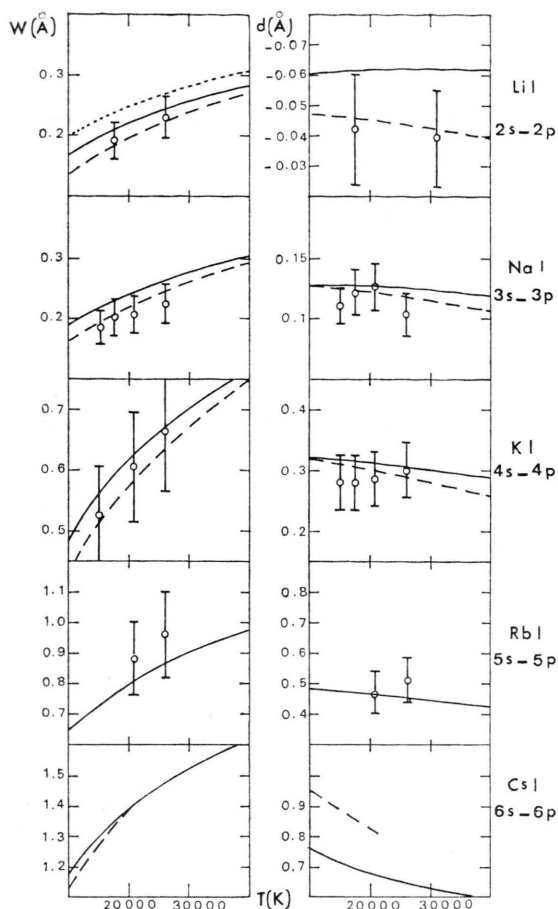 W(Å) d(Å)
0.3
0.2
-0.07
-0.06
-0.05
-0.04
-0.03
Li I
2s-2p
0.3
0.2
0.15
0.1
Na I
3s-3p
0.7
0.6
0.5
0.4
0.3
0.2
K I
4s-4p
1.1
1.0
0.9
0.8
0.7
0.8
0.7
0.6
0.5
0.4
Rb I
5s-5p
1.5
1.4
1.3
1.2
0.9
0.8
0.7
Cs I
6s-6p
20000 30000 T(K) 20000 30000